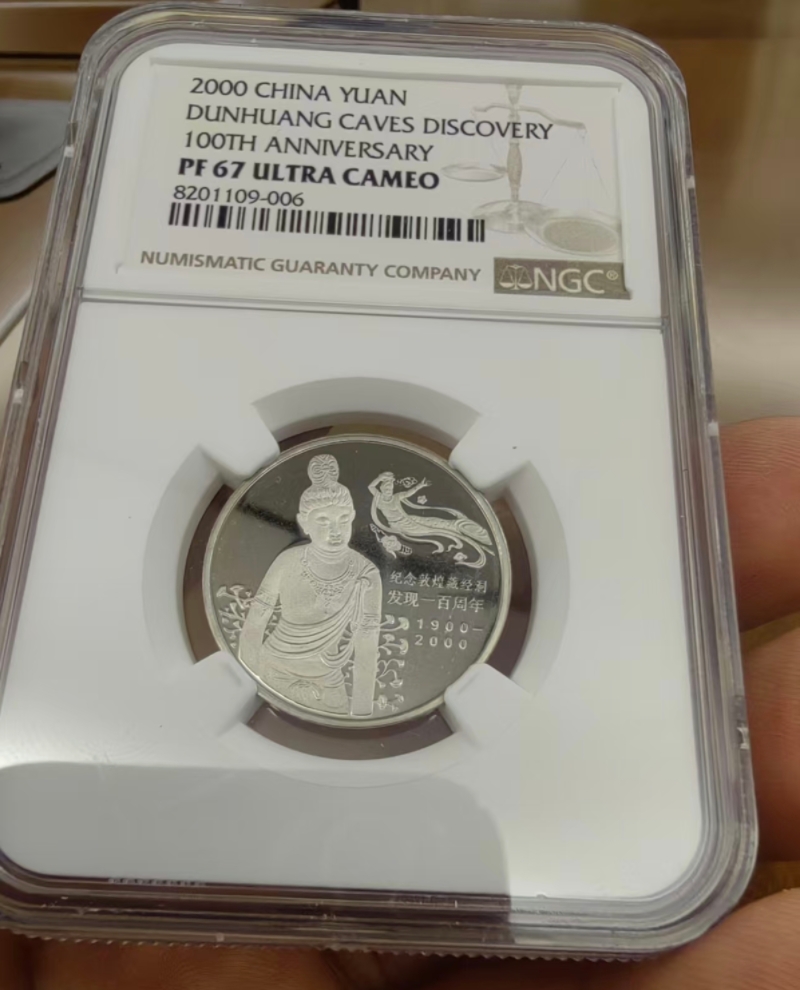 2000 CHINA YUAN
DUNHUANG CAVES DISCOVERY
100TH ANNIVERSARY
PF 67 ULTRA CAMEO
8201109-006
NUMISMATIC GUARANTY COMPANY
NGC®
纪念敦煌藏经洞
发现一百周年
1900-
2000